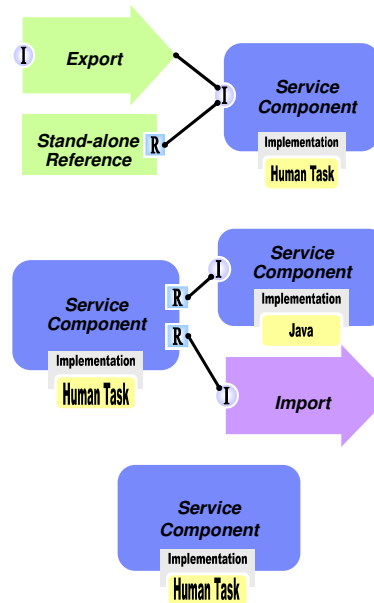 I
Export
I
Service
Component
Stand-alone
Reference
R
Implementation
Human Task
Service
Component
Implementation
Human Task
R
R
I
Service
Component
Implementation
Java
I
Import
Service
Component
Implementation
Human Task